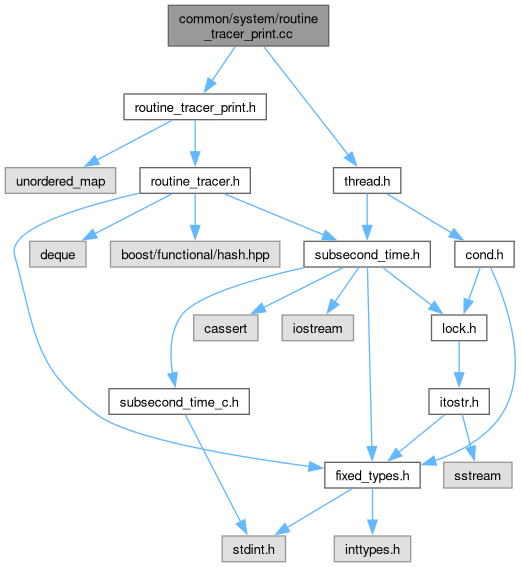 common/system/routine
_tracer_print.cc
routine_tracer_print.h
unordered_map
routine_tracer.h
thread.h
deque
boost/functional/hash.hpp
subsecond_time.h
cond.h
cassert
iostream
lock.h
subsecond_time_c.h
itostr.h
fixed_types.h
sstream
stdint.h
inttypes.h